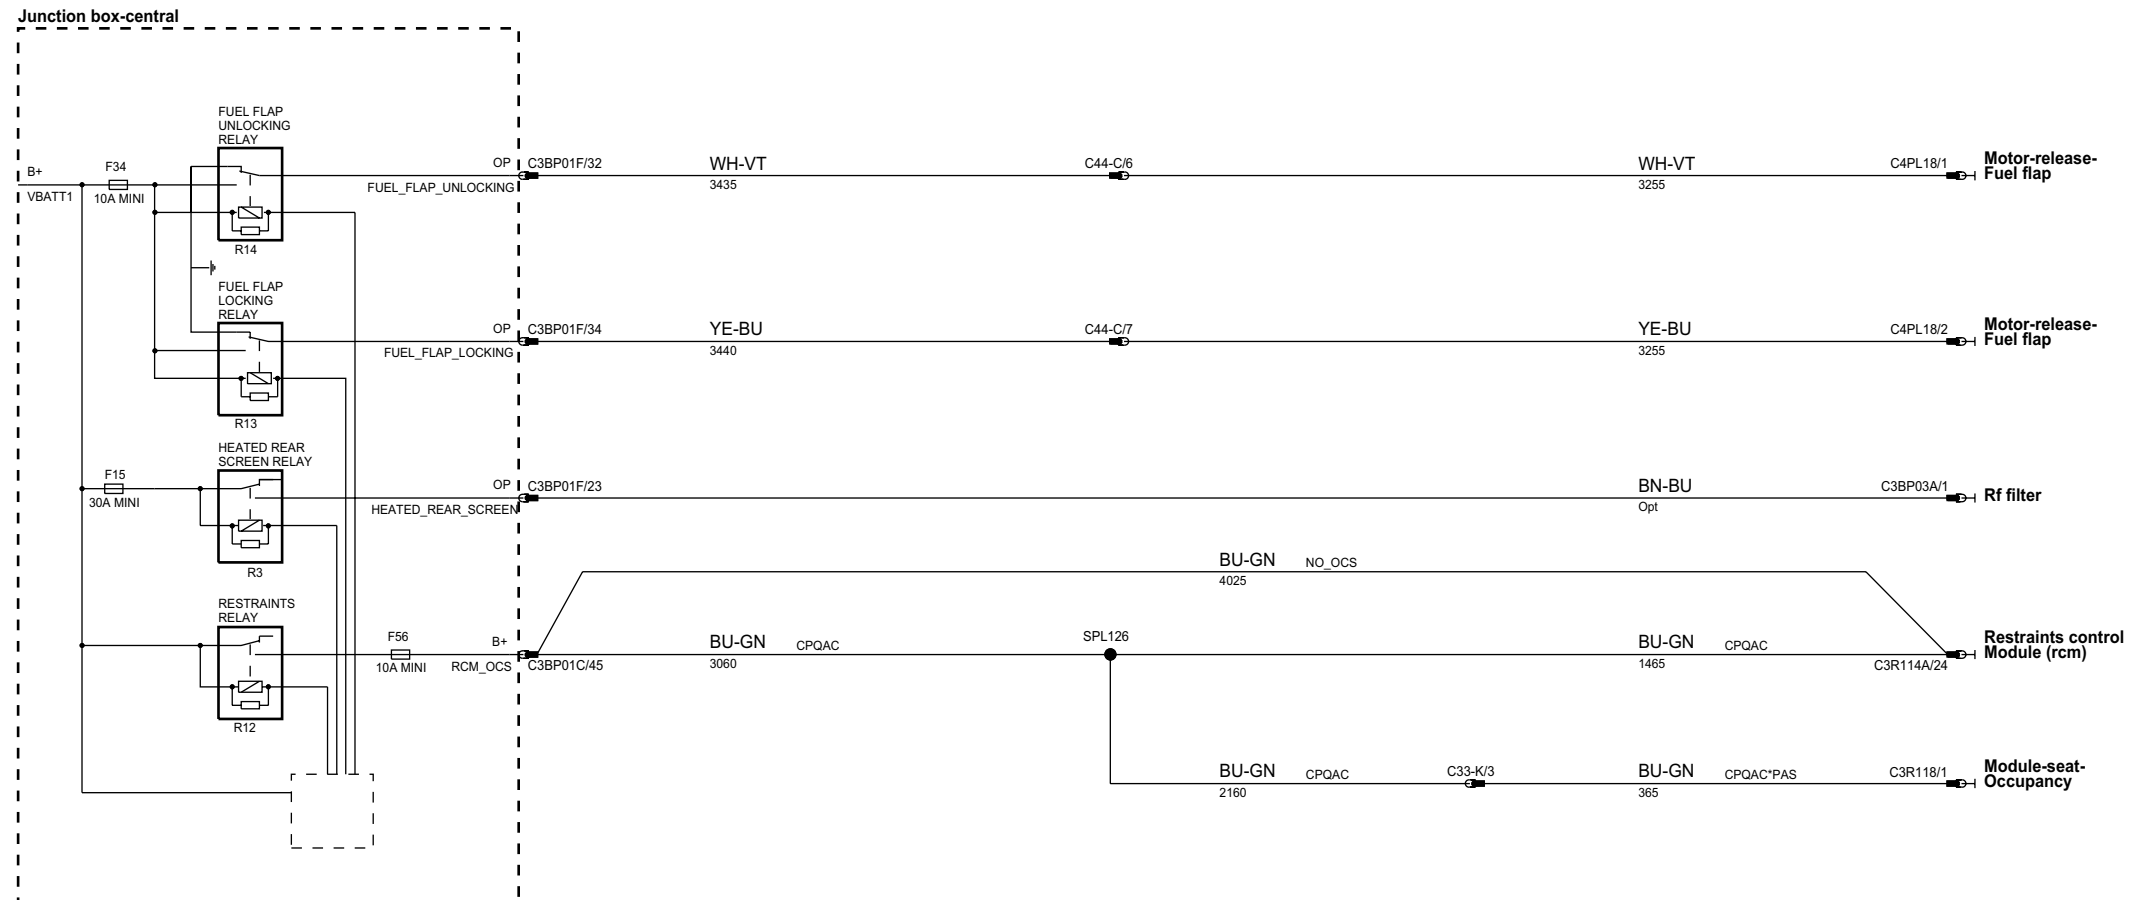 Junction box-central
FUEL FLAP
UNLOCKING
RELAY
B+
VBATT1
F34
10A MINI
R14
OP
FUEL_FLAP_UNLOCKING
C3BP01F/32
WH-VT
3435
C44-C/6
WH-VT
3255
C4PL18/1
Motor-release-
Fuel flap
FUEL FLAP
LOCKING
RELAY
R13
OP
FUEL_FLAP_LOCKING
C3BP01F/34
YE-BU
3440
C44-C/7
YE-BU
3255
C4PL18/2
Motor-release-
Fuel flap
HEATED REAR
SCREEN RELAY
F15
30A MINI
R3
OP
HEATED_REAR_SCREEN
C3BP01F/23
BN-BU
Opt
C3BP03A/1
Rf filter
BU-GN NO_OCS
4025
RESTRAINTS
RELAY
R12
F56
10A MINI
B+
RCM_OCS
C3BP01C/45
BU-GN CPQAC
3060
SPL126
BU-GN CPQAC
1465
C3R114A/24
Restraints control
Module (rcm)
BU-GN CPQAC
2160
C33-K/3
BU-GN CPQAC*PAS
365
C3R118/1
Module-seat-
Occupancy